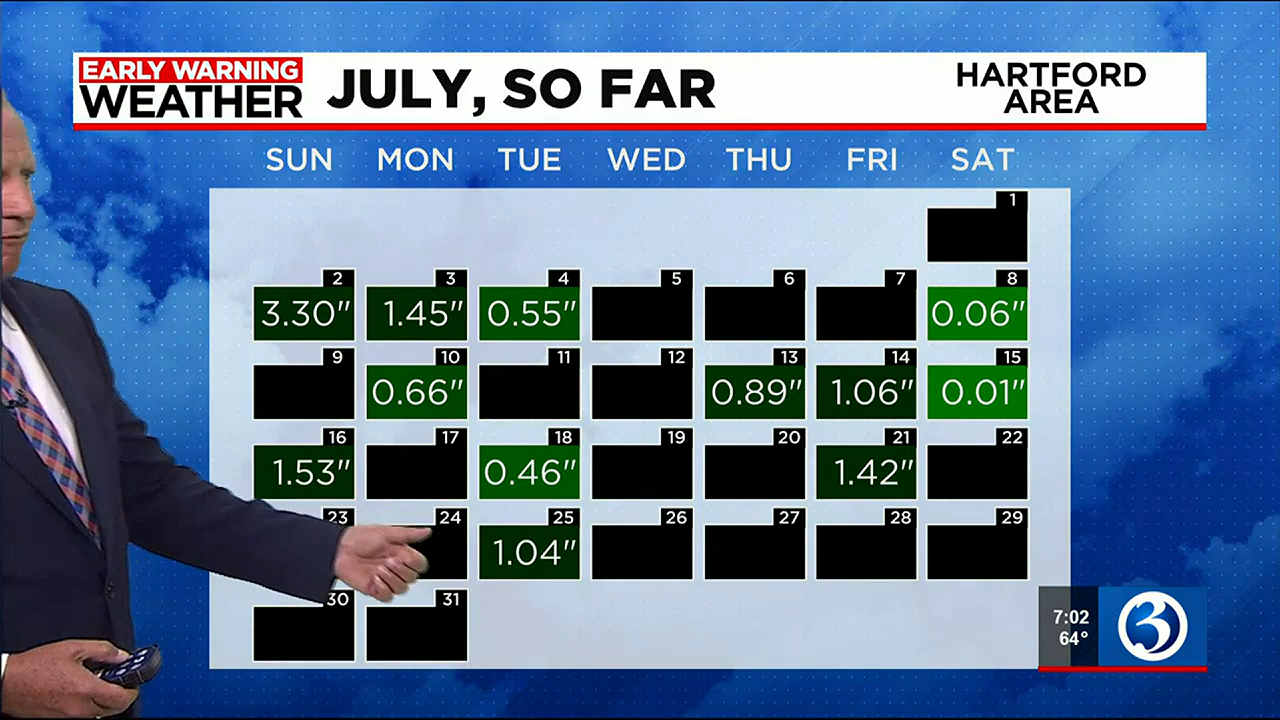 EARLY WARNING
WEATHER
JULY, SO FAR
HARTFORD
AREA
SUN MON TUE WED THU FRI SAT
1
2 3 4 5 6 7 8
3.30" 1.45" 0.55" 0.06"
9 10 11 12 13 14 15
0.66" 0.89" 1.06" 0.01"
16 17 18 19 20 21 22
1.53" 0.46" 1.42"
23 24 25 26 27 28 29
1.04"
30 31
7:02
64°
3